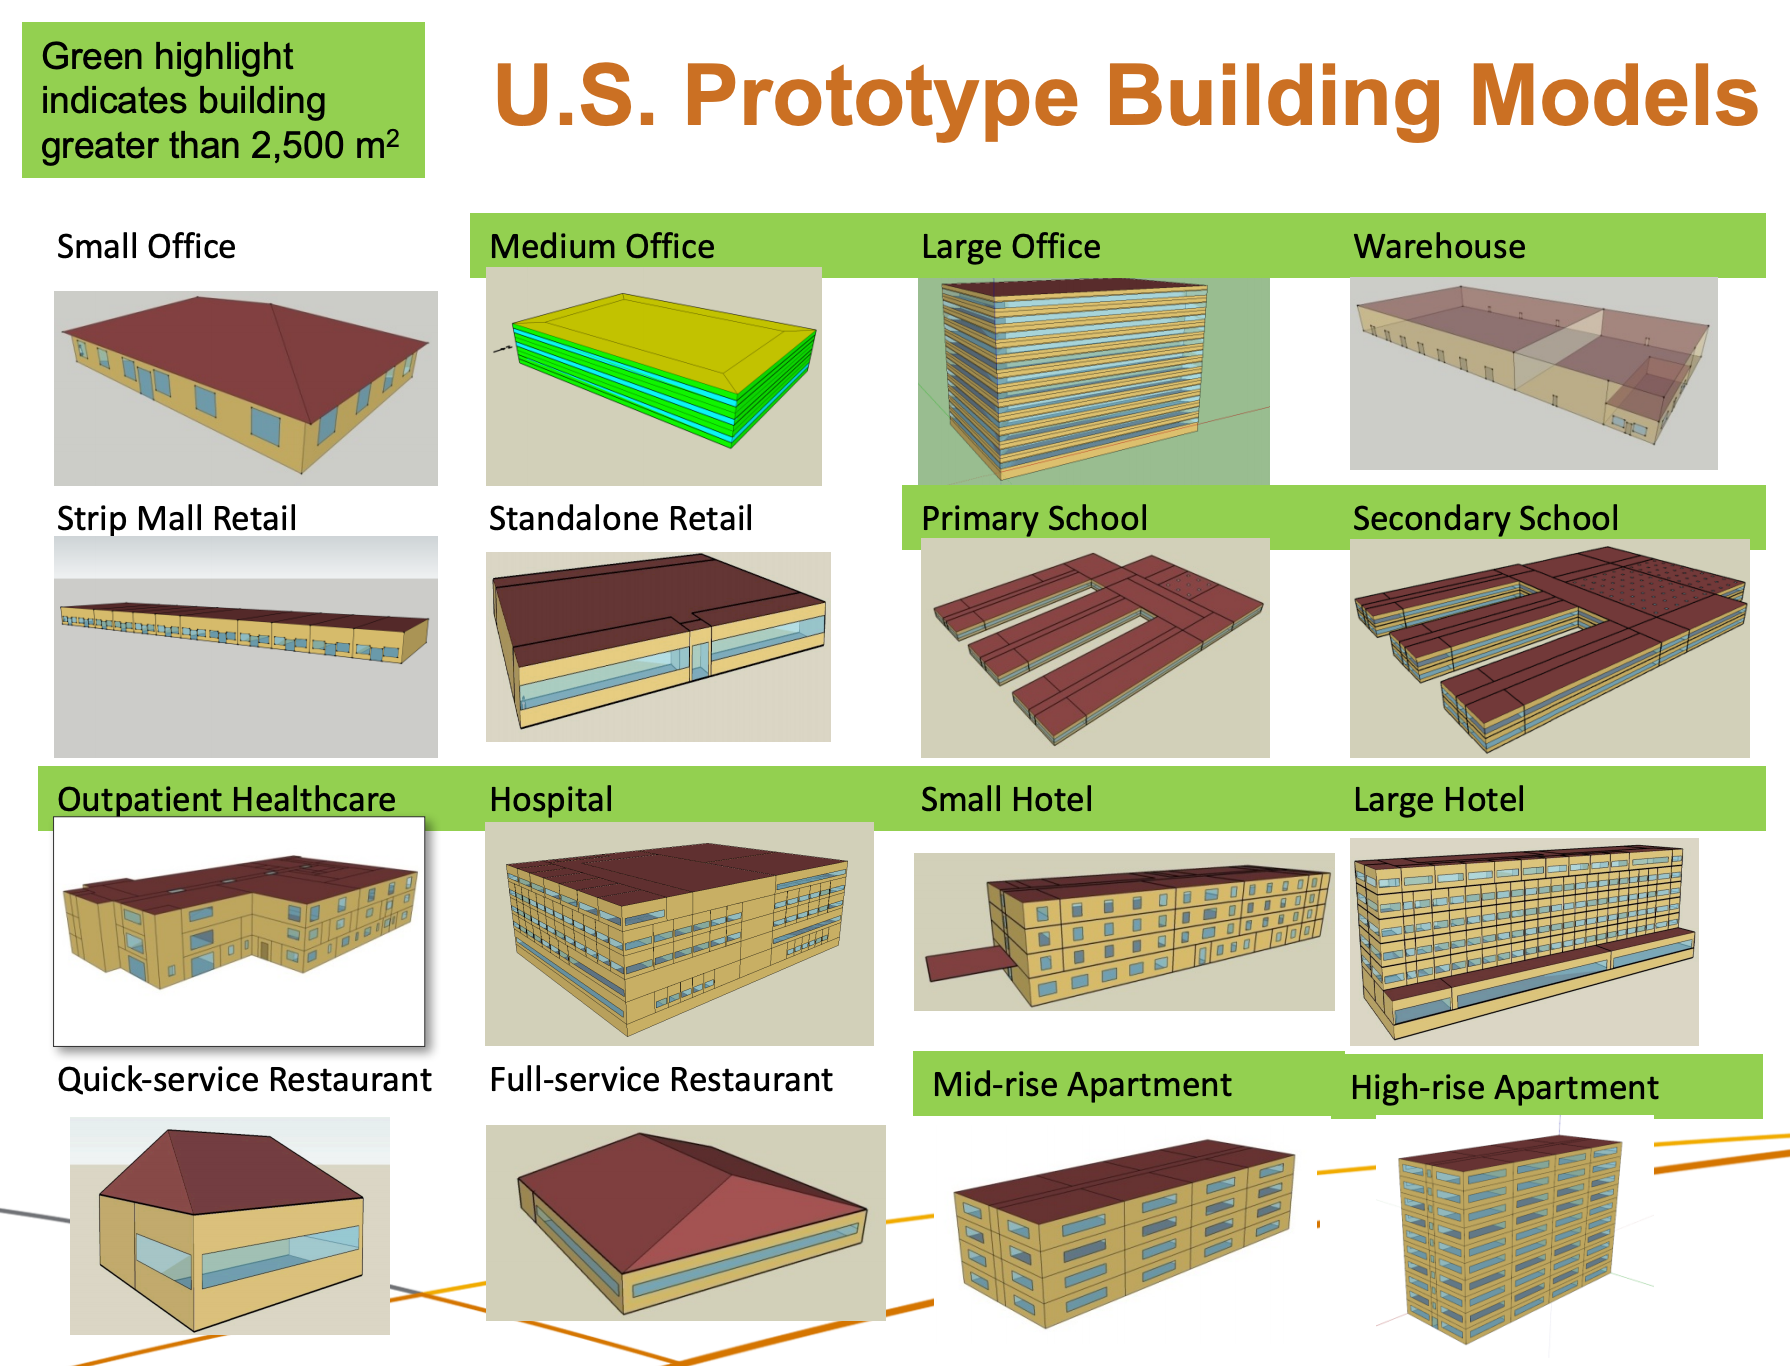 Green highlight
indicates building
greater than 2,500 m²
U.S. Prototype Building Models
Small Office
Medium Office
Large Office
Warehouse
Strip Mall Retail
Standalone Retail
Primary School
Secondary School
Outpatient Healthcare
Hospital
Small Hotel
Large Hotel
Quick-service Restaurant
Full-service Restaurant
Mid-rise Apartment
High-rise Apartment